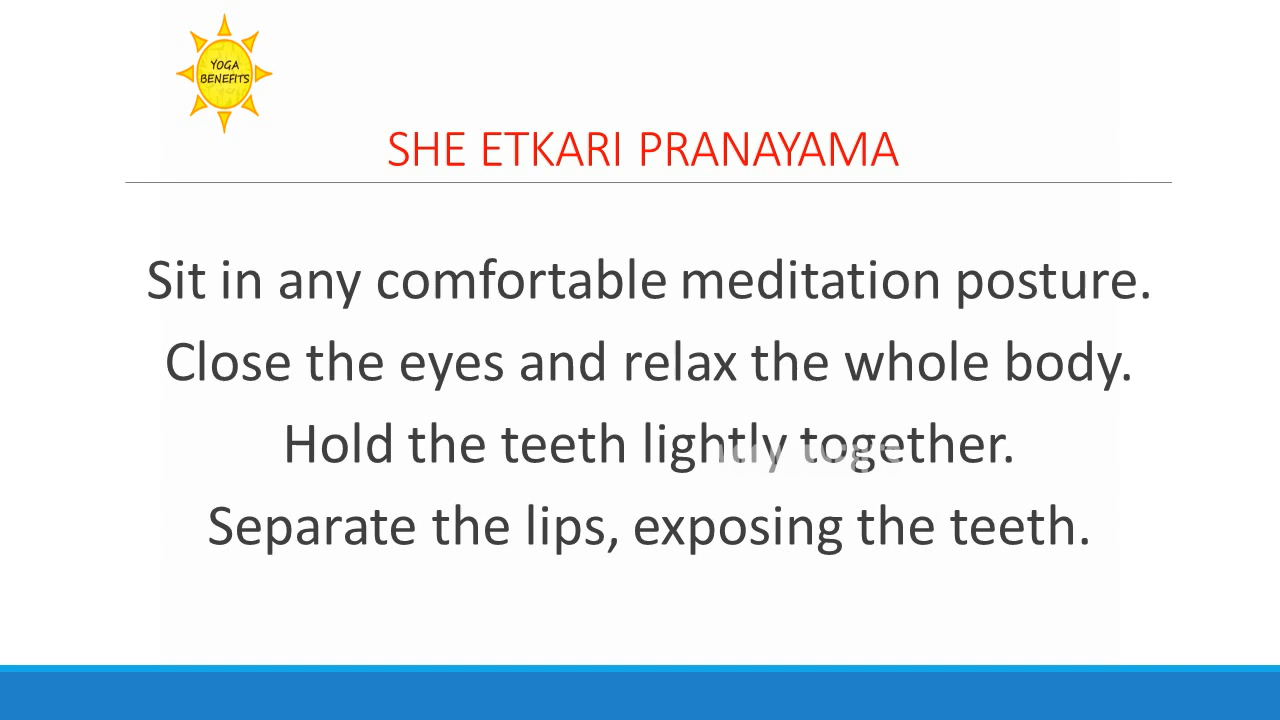 YOGA
BENEFITS
SHE ETKARI PRANAYAMA
Sit in any comfortable meditation posture.
Close the eyes and relax the whole body.
Hold the teeth lightly together.
Separate the lips, exposing the teeth.